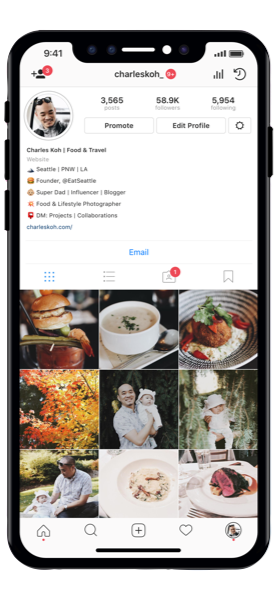 9:41
3
charleskoh_ 9+
3,565 58.9K 5,954
posts followers following
Promote Edit Profile
Charles Koh | Food & Travel
Website
Seattle | PNW | LA
Founder, @EatSeattle
Super Dad | Influencer | Blogger
Food & Lifestyle Photographer
DM: Projects | Collaborations
charleskoh.com/
Email
1